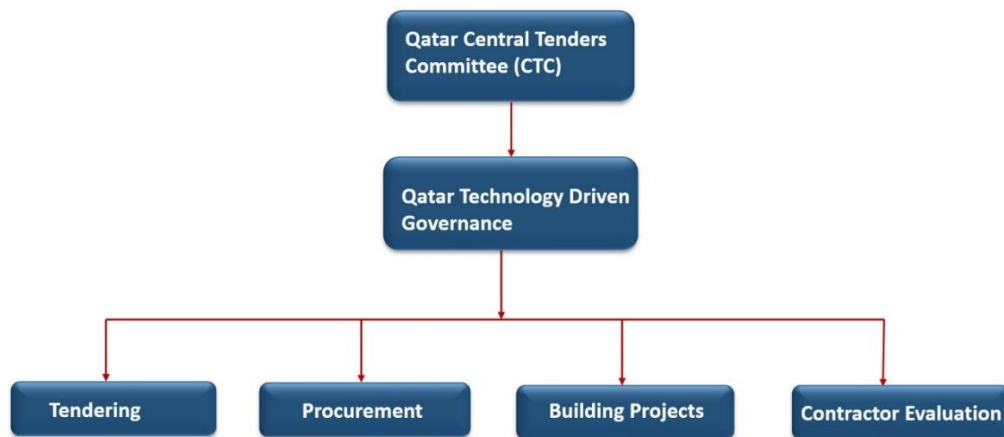 Qatar Central Tenders
Committee (CTC)
Qatar Technology Driven
Governance
Tendering
Procurement
Building Projects
Contractor Evaluation